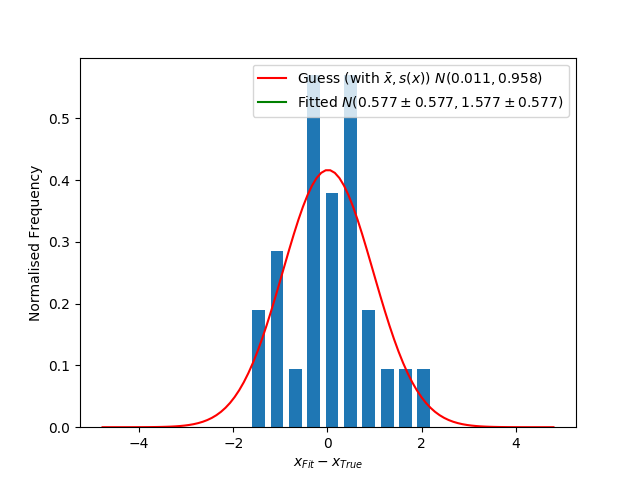 Guess (with x̄, s(x)) N(0.011, 0.958)
Fitted N(0.577 ± 0.577, 1.577 ± 0.577)
Normalised Frequency
0.5
0.4
0.3
0.2
0.1
0.0
−4 −2 0 2 4
x_Fit − x_True